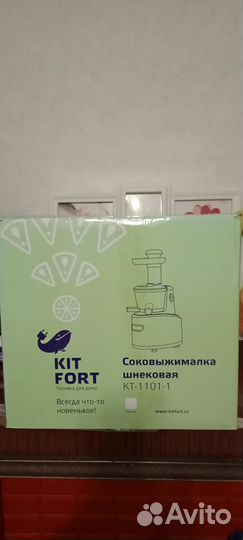 KIT
FORT
Техника для дома
Всегда что-то
новенькое!
Соковыжималка
шнековая
KT-1101-1
www.kitfort.ru
Avito